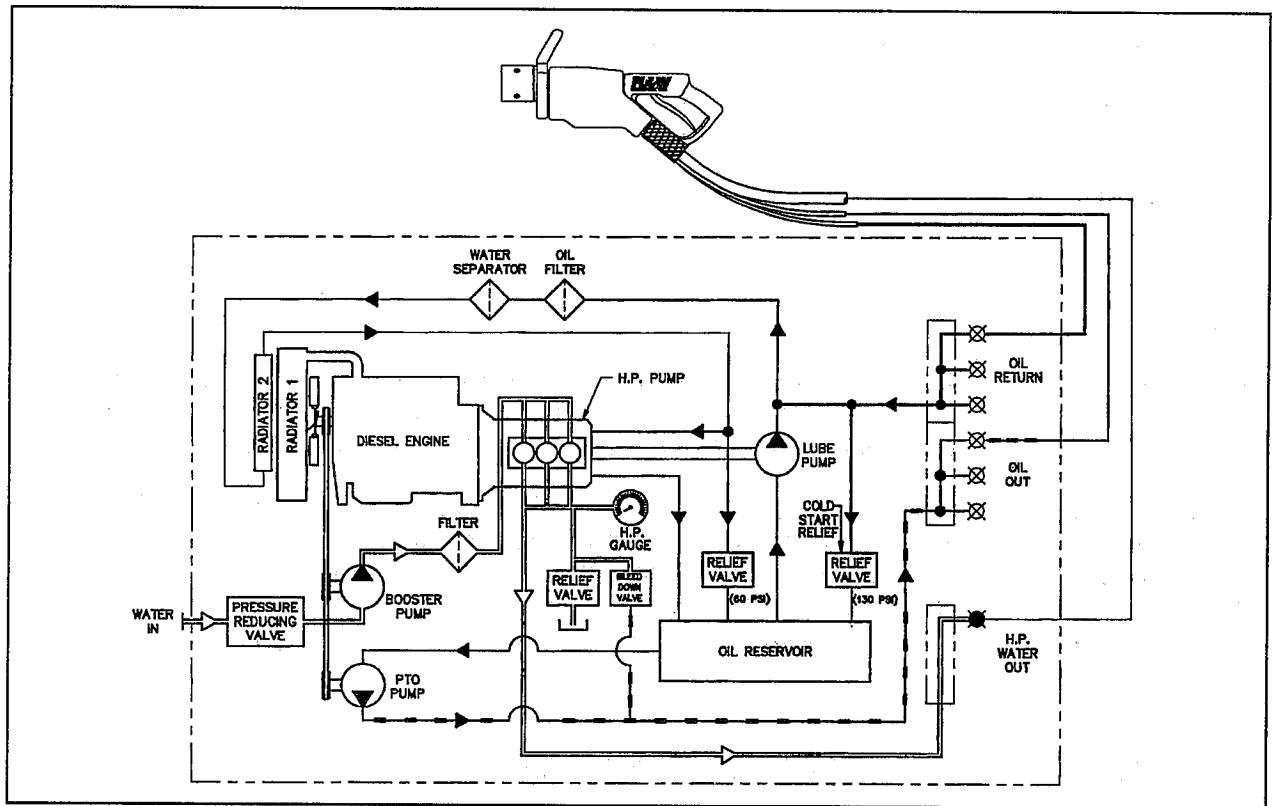 WATER
SEPARATOR
OIL
FILTER
RADIATOR 2
RADIATOR 1
DIESEL ENGINE
H.P. PUMP
LUBE
PUMP
OIL
RETURN
OIL
OUT
COLD
START
RELIEF
FILTER
H.P.
GAUGE
RELIEF
VALVE
BLEED
DOWN
VALVE
RELIEF
VALVE
(60 PSI)
RELIEF
VALVE
(130 PSI)
WATER
IN
PRESSURE
REDUCING
VALVE
BOOSTER
PUMP
PTO
PUMP
OIL RESERVOIR
H.P.
WATER
OUT